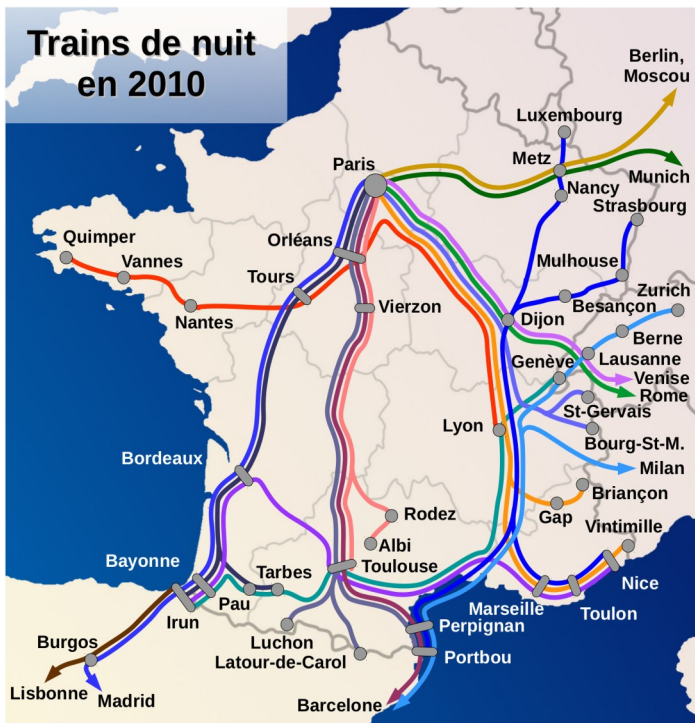 Trains de nuit
en 2010
Berlin,
Moscou
Luxembourg
Metz
Paris
Munich
Nancy
Strasbourg
Orléans
Quimper
Vannes
Mulhouse
Tours
Zurich
Nantes
Vierzon
Besançon
Dijon
Berne
Genève
Lausanne
Venise
Rome
St-Gervais
Lyon
Bourg-St-M.
Bordeaux
Milan
Briançon
Rodez
Gap
Vintimille
Albi
Bayonne
Tarbes
Toulouse
Nice
Pau
Marseille
Irun
Toulon
Perpignan
Burgos
Luchon
Latour-de-Carol
Portbou
Lisbonne
Madrid
Barcelone